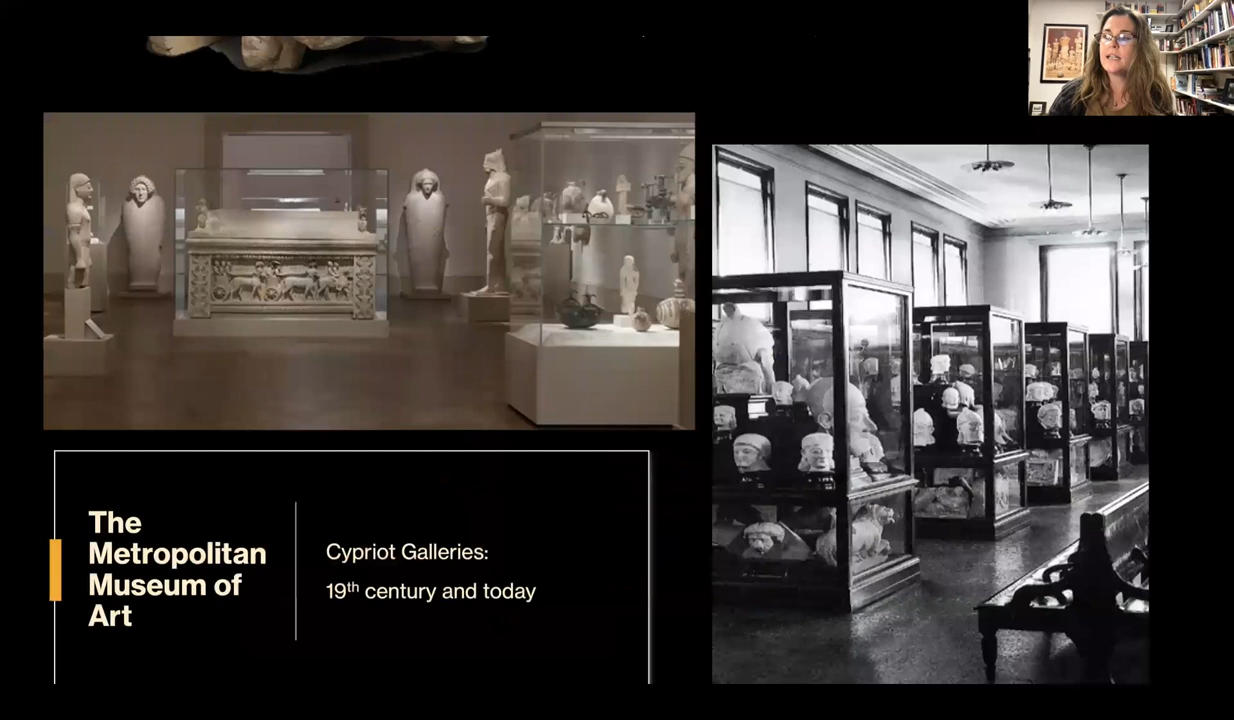 The
Metropolitan
Museum of
Art
Cypriot Galleries:
19th century and today